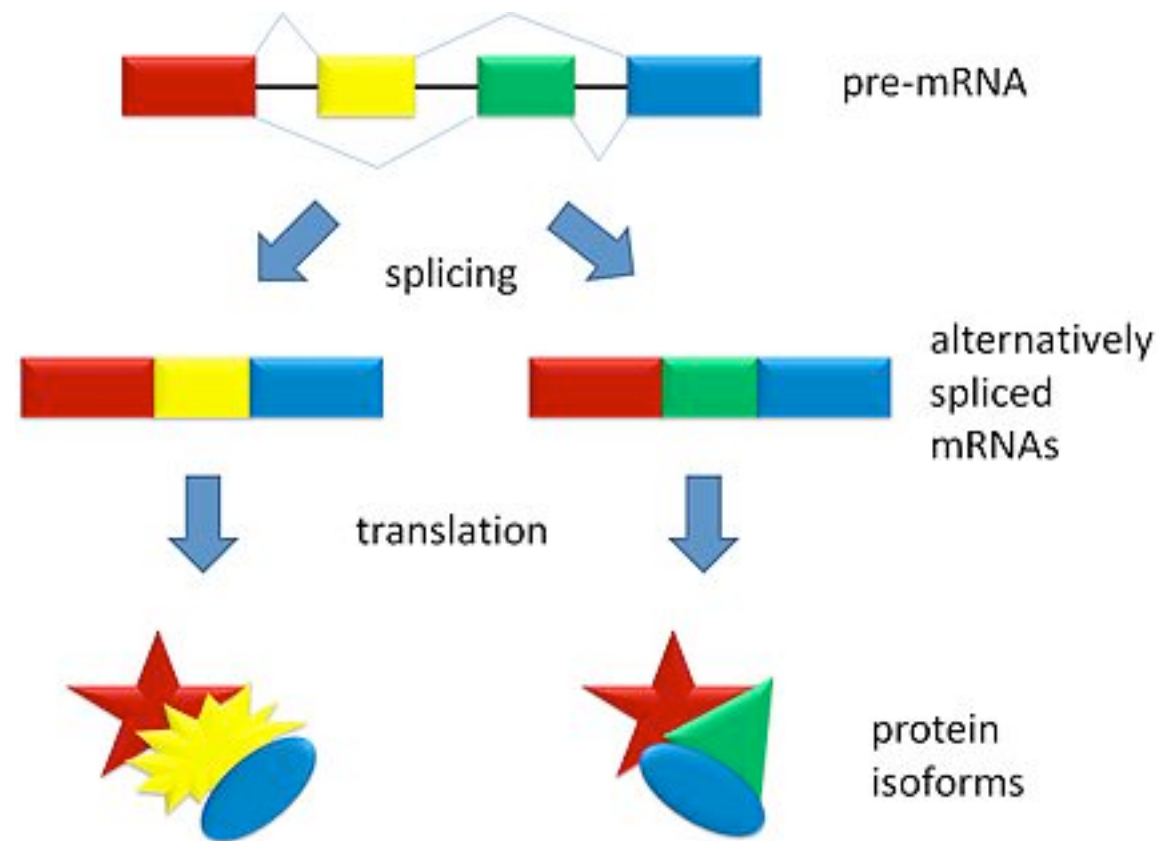 pre-mRNA
splicing
alternatively
spliced
mRNAs
translation
protein
isoforms